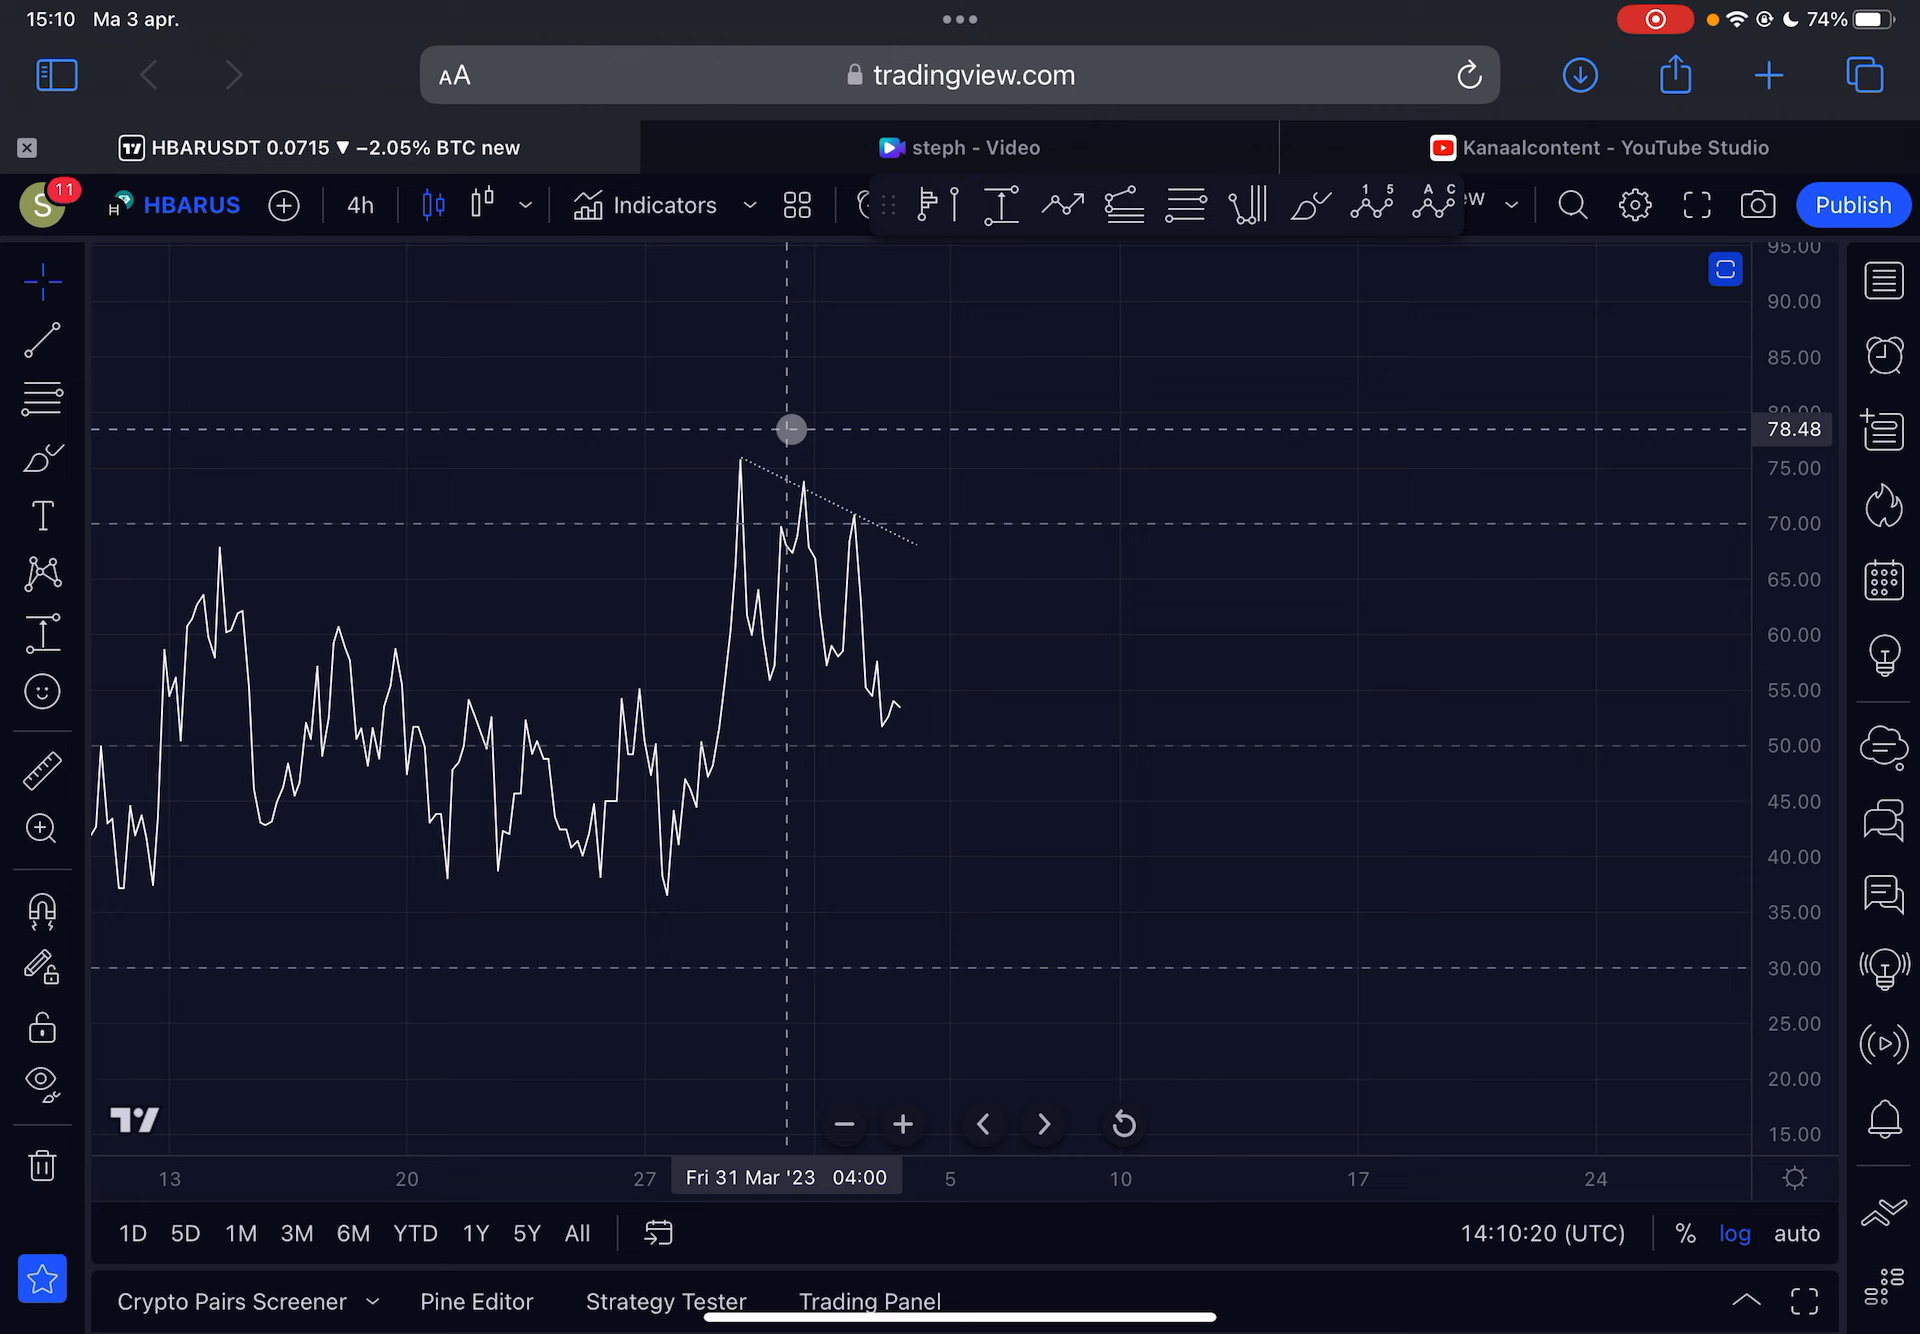 15:10 Ma 3 apr.
74%
AA
tradingview.com
HBARUSDT 0.0715 ▼ −2.05% BTC new
steph - Video
Kanaalcontent - YouTube Studio
S
11
HBARUS
4h
Indicators
1 5
A C
ew
Publish
95.00
90.00
85.00
80.00
78.48
75.00
70.00
65.00
60.00
55.00
50.00
45.00
40.00
35.00
30.00
25.00
20.00
15.00
13
20
27
Fri 31 Mar '23 04:00
5
10
17
24
1D 5D 1M 3M 6M YTD 1Y 5Y All
14:10:20 (UTC)
% log auto
Crypto Pairs Screener
Pine Editor
Strategy Tester
Trading Panel